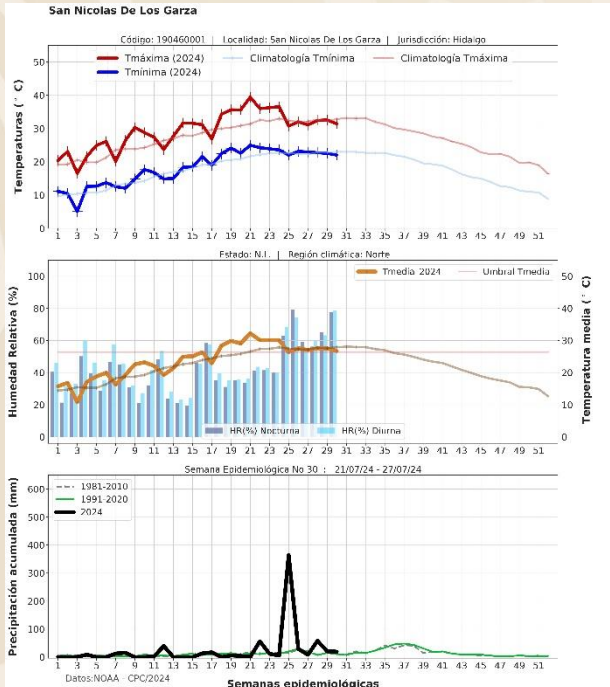 San Nicolas De Los Garza
Código: 190460001 | Localidad: San Nicolas De Los Garza | Jurisdicción: Hidalgo
Tmáxima (2024) Climatología Tmínima Climatología Tmáxima
Tmínima (2024)
Temperaturas (° C)
50
40
30
20
10
0
1 3 5 7 9 11 13 15 17 19 21 23 25 27 29 31 33 35 37 39 41 43 45 47 49 51
Estado: N.L. | Región climática: Norte
Tmedia 2024 Umbral Tmedia
Humedad Relativa (%)
100
80
60
40
20
0
50
40
30
20
10
0
Temperatura media (° C)
HR(%) Nocturna HR(%) Diurna
1 3 5 7 9 11 13 15 17 19 21 23 25 27 29 31 33 35 37 39 41 43 45 47 49 51
Semana Epidemiológica No 30 : 21/07/24 - 27/07/24
1981-2010
1991-2020
2024
Precipitación acumulada (mm)
600
500
400
300
200
100
0
1 3 5 7 9 11 13 15 17 19 21 23 25 27 29 31 33 35 37 39 41 43 45 47 49 51
Datos:NOAA - CPC/2024
Semanas epidemiológicas